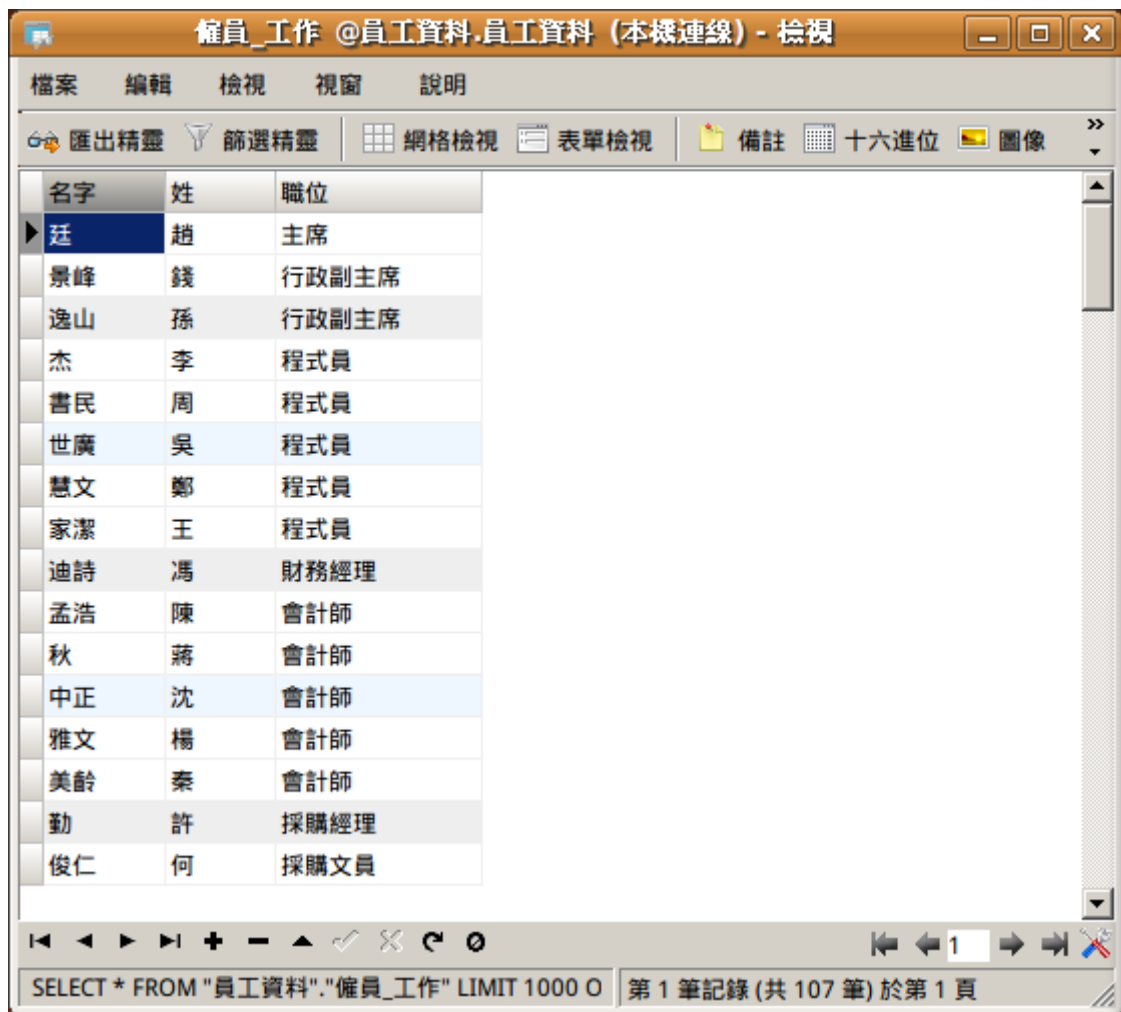 僱員_工作 @員工資料.員工資料 (本機連線) - 檢視
檔案 編輯 檢視 視窗 說明
匯出精靈 篩選精靈 網格檢視 表單檢視 備註 十六進位 圖像
名字 姓 職位
廷 趙 主席
景峰 錢 行政副主席
逸山 孫 行政副主席
杰 李 程式員
書民 周 程式員
世廣 吳 程式員
慧文 鄭 程式員
家潔 王 程式員
迪詩 馮 財務經理
孟浩 陳 會計師
秋 蔣 會計師
中正 沈 會計師
雅文 楊 會計師
美齡 秦 會計師
勤 許 採購經理
俊仁 何 採購文員
1
SELECT * FROM "員工資料"."僱員_工作" LIMIT 1000 O 第 1 筆記錄 (共 107 筆) 於第 1 頁